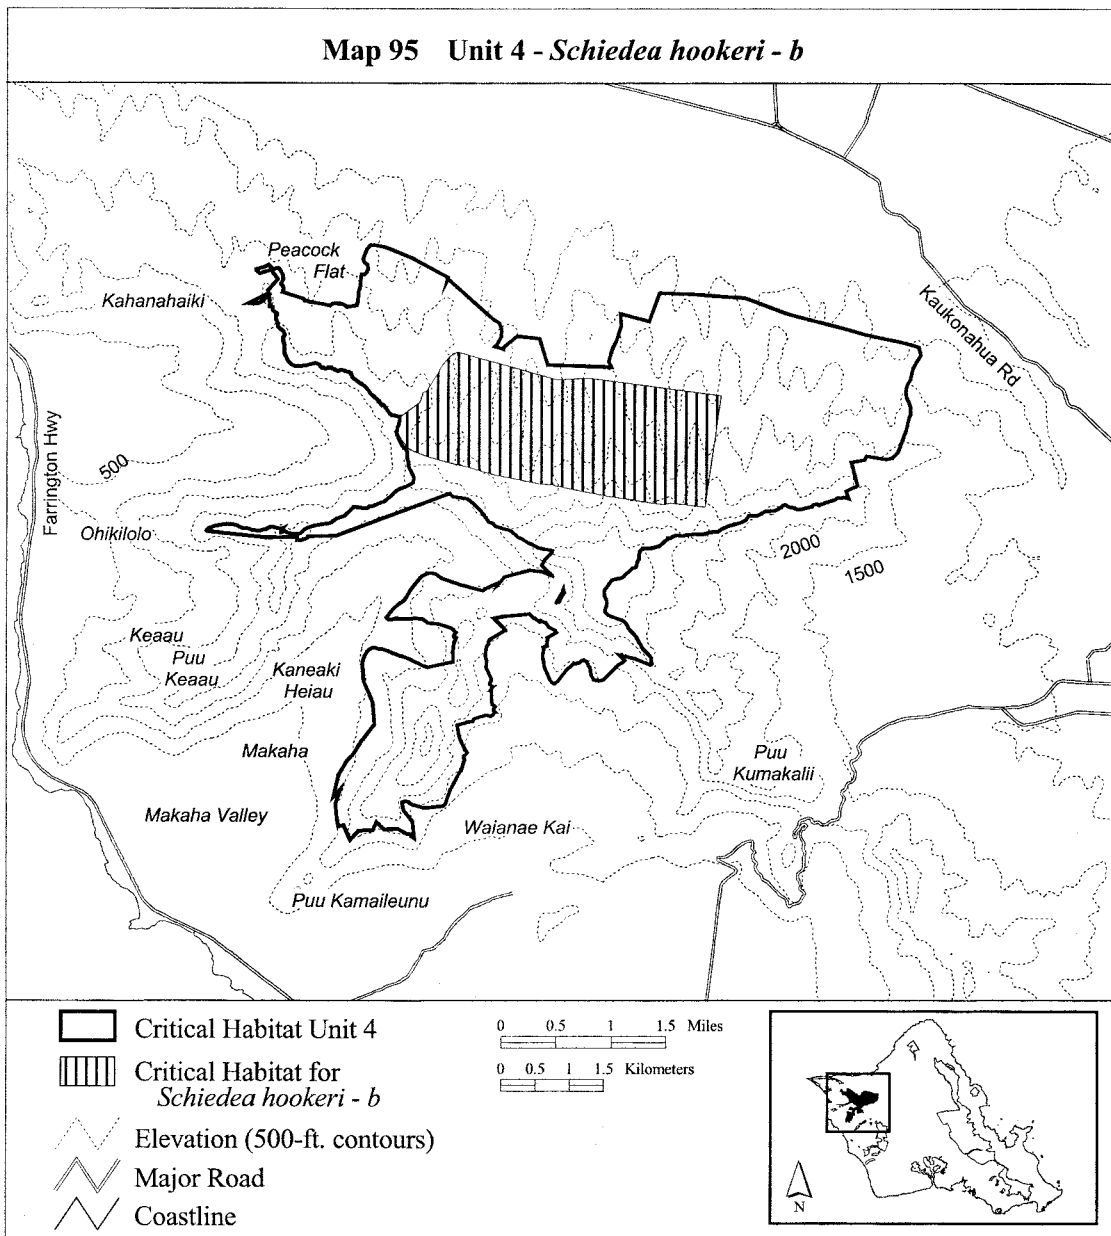 Map 95 Unit 4 - Schiedea hookeri - b
Peacock
Flat
Kahanahaiki
Kaukonahua Rd
Farrington Hwy
500
Ohikilolo
2000
1500
Keaau
Puu
Keaau
Kaneaki
Heiau
Makaha
Puu
Kumakalii
Makaha Valley
Waianae Kai
Puu Kamaileunu
Critical Habitat Unit 4
Critical Habitat for
Schiedea hookeri - b
Elevation (500-ft. contours)
Major Road
Coastline
0 0.5 1 1.5 Miles
0 0.5 1 1.5 Kilometers
N